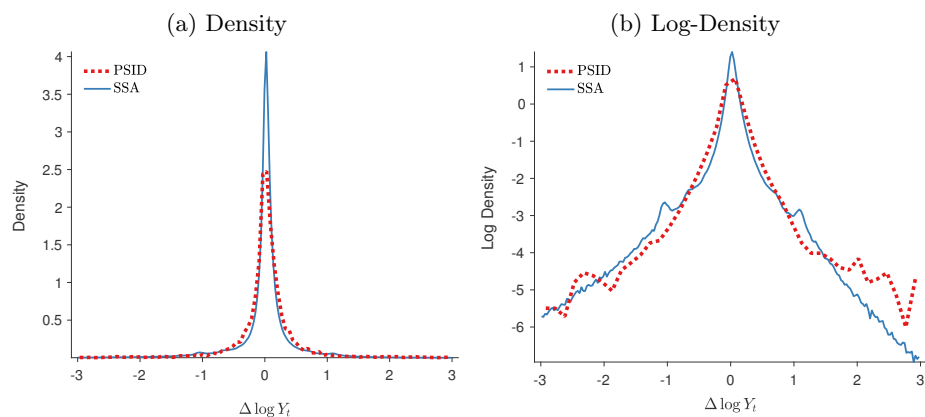 (a) Density
4
3.5
3
2.5
2
1.5
1
0.5
-3 -2 -1 0 1 2 3
Density
Δ log Y_t
PSID
SSA
(b) Log-Density
1
0
-1
-2
-3
-4
-5
-6
-3 -2 -1 0 1 2 3
Log Density
Δ log Y_t
PSID
SSA